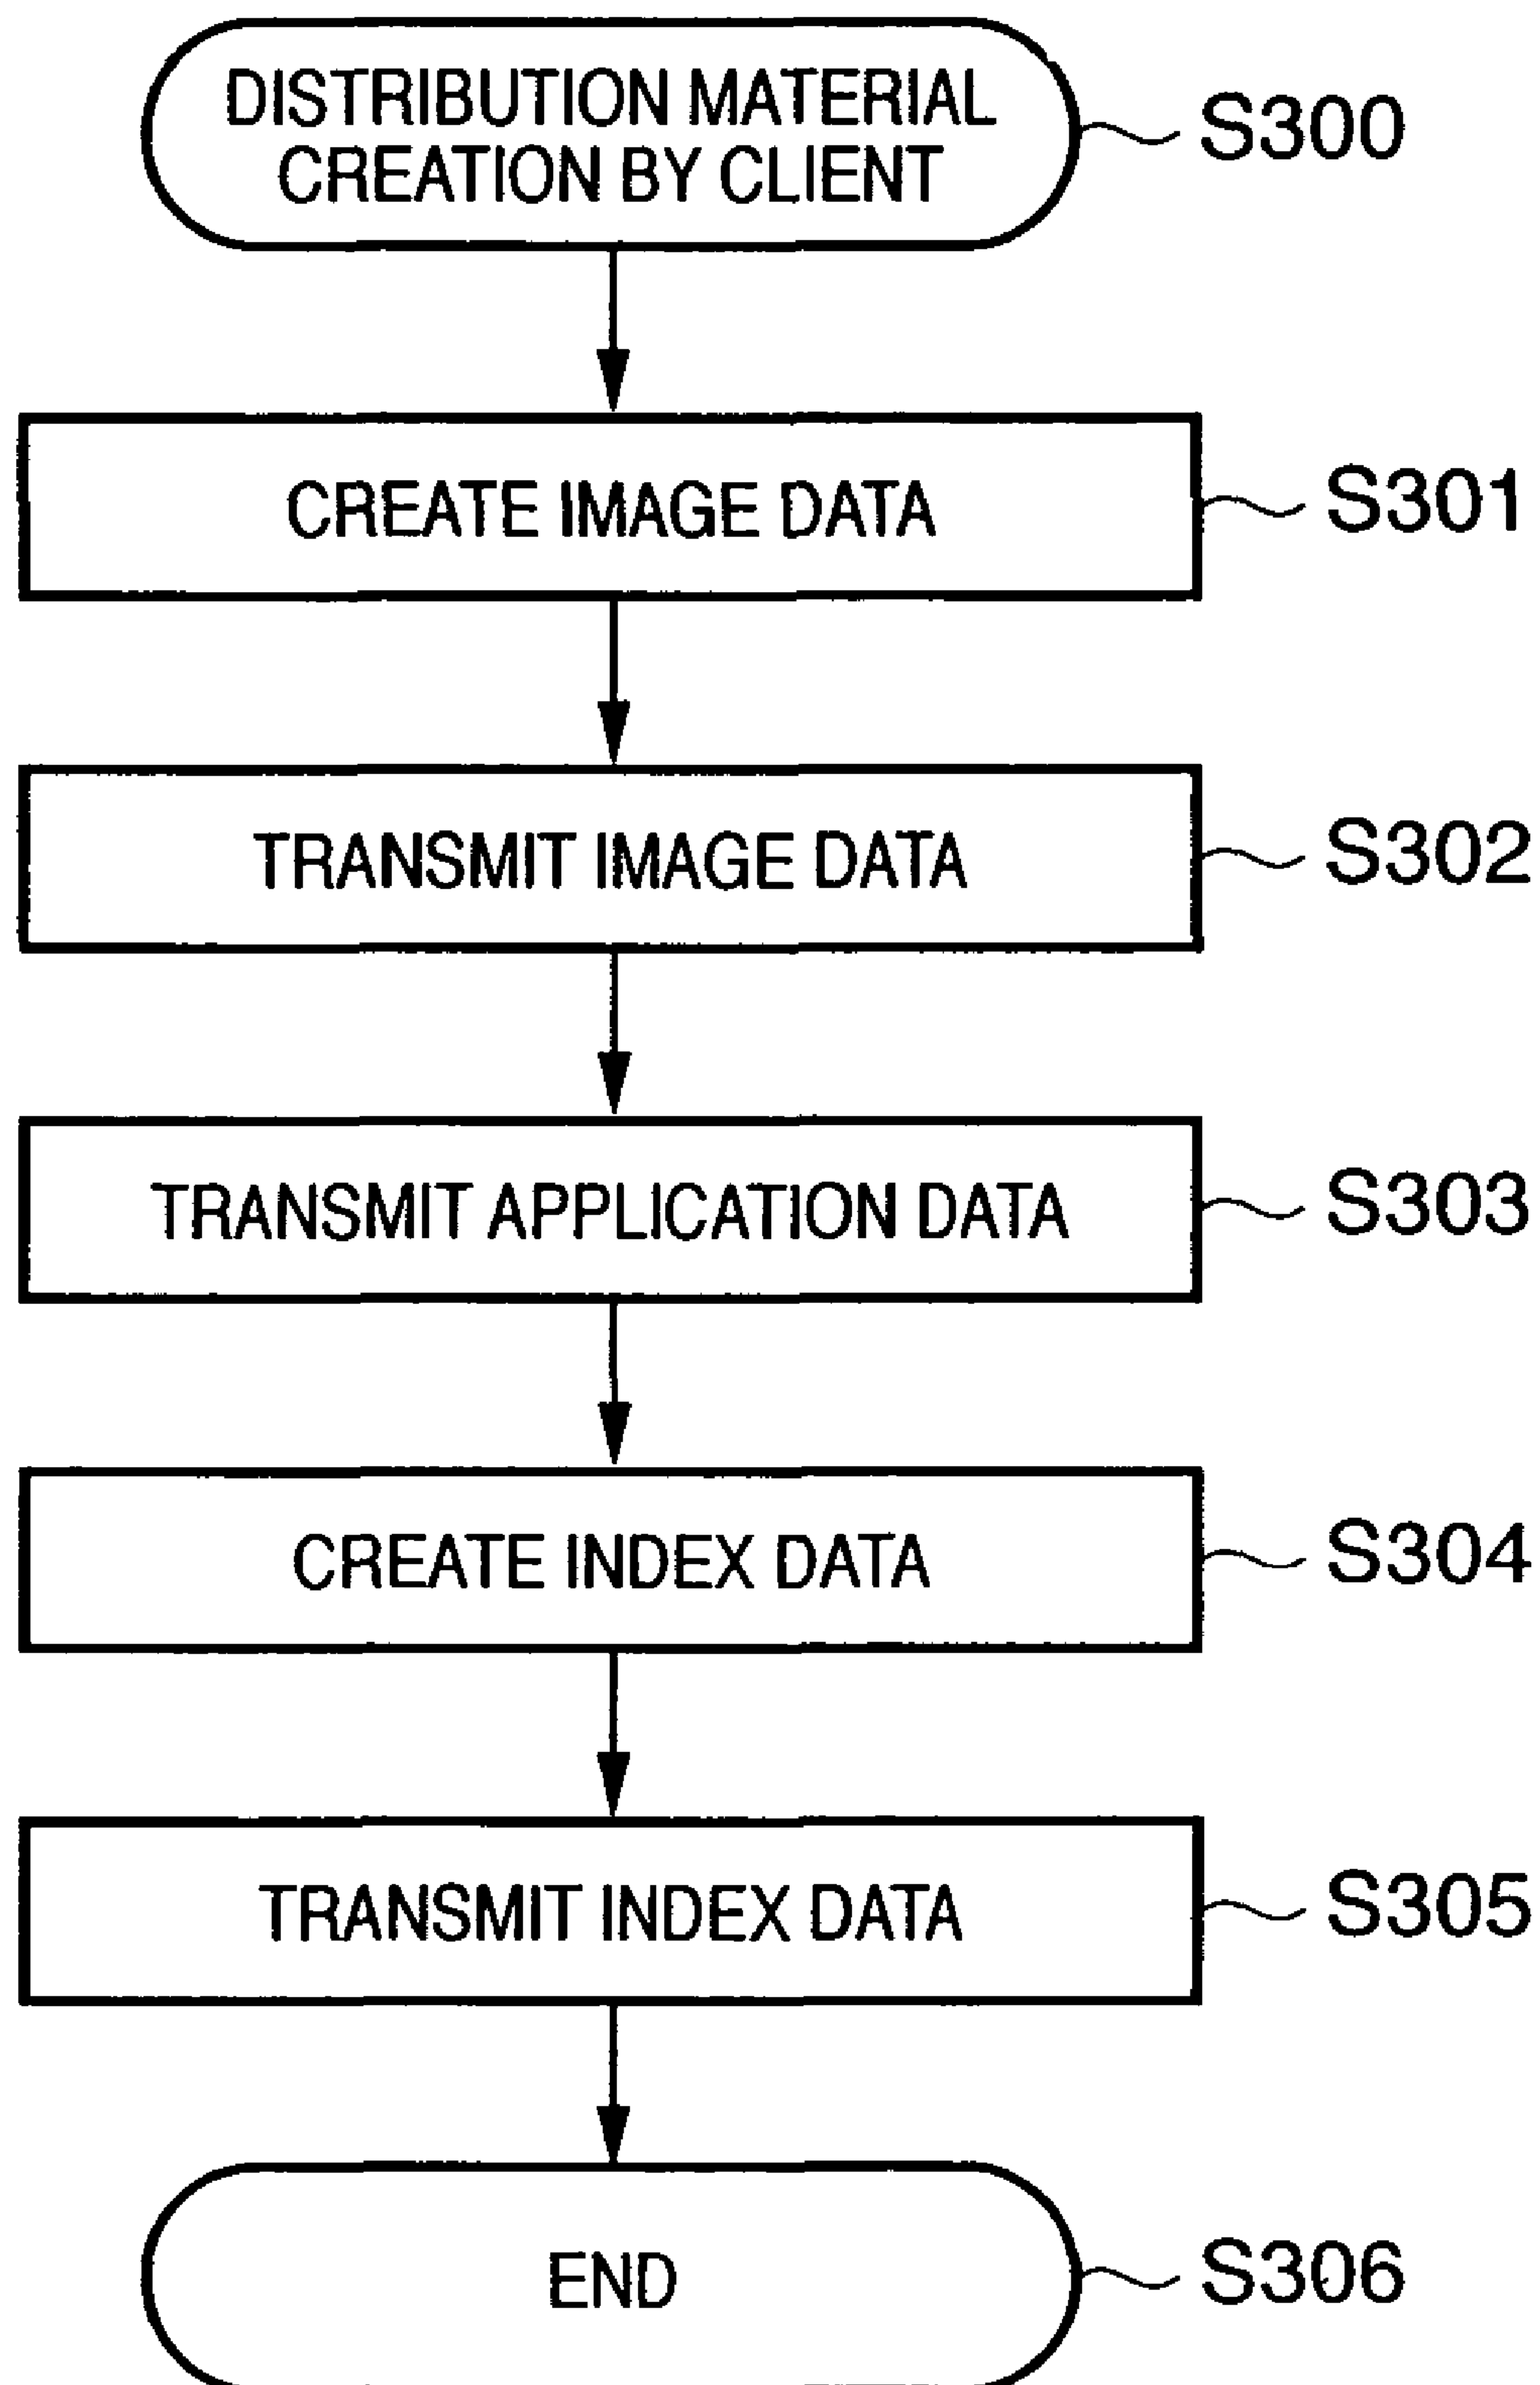 DISTRIBUTION MATERIAL
CREATION BY CLIENT
S300
CREATE IMAGE DATA
S301
TRANSMIT IMAGE DATA
S302
TRANSMIT APPLICATION DATA
S303
CREATE INDEX DATA
S304
TRANSMIT INDEX DATA
S305
END
S306